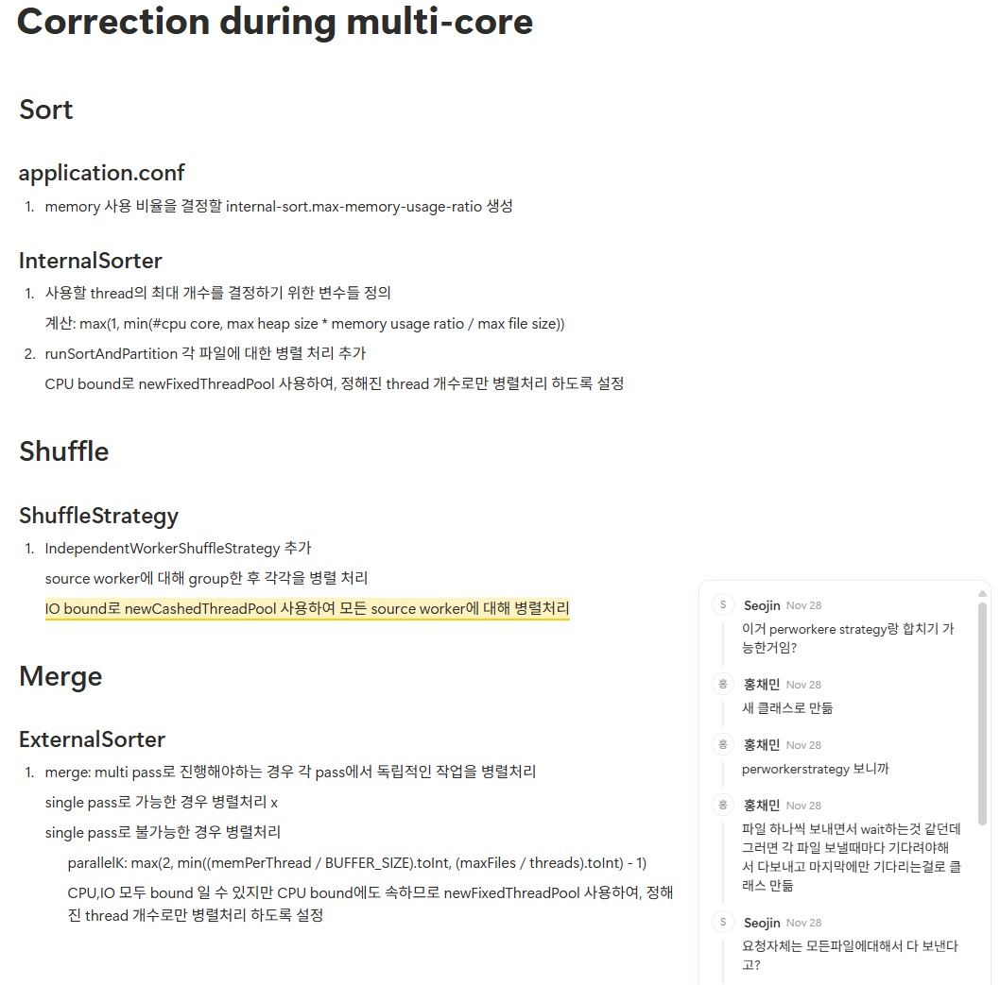 Correction during multi-core
Sort
application.conf
1. memory 사용 비율을 결정할 internal-sort.max-memory-usage-ratio 생성
InternalSorter
1. 사용할 thread의 최대 개수를 결정하기 위한 변수들 정의
계산: max(1, min(#cpu core, max heap size * memory usage ratio / max file size))
2. runSortAndPartition 각 파일에 대한 병렬 처리 추가
CPU bound로 newFixedThreadPool 사용하여, 정해진 thread 개수로만 병렬처리 하도록 설정
Shuffle
ShuffleStrategy
1. IndependentWorkerShuffleStrategy 추가
source worker에 대해 group한 후 각각을 병렬 처리
IO bound로 newCashedThreadPool 사용하여 모든 source worker에 대해 병렬처리
Merge
ExternalSorter
1. merge: multi pass로 진행해야하는 경우 각 pass에서 독립적인 작업을 병렬처리
single pass로 가능한 경우 병렬처리 x
single pass로 불가능한 경우 병렬처리
parallelK: max(2, min((memPerThread / BUFFER_SIZE).toInt, (maxFiles / threads).toInt) - 1)
CPU,IO 모두 bound 일 수 있지만 CPU bound에도 속하므로 newFixedThreadPool 사용하여, 정해
진 thread 개수로만 병렬처리 하도록 설정
S Seojin Nov 28
이거 perworkere strategy랑 합치기 가
능한거임?
홍 홍채민 Nov 28
새 클래스로 만듦
홍 홍채민 Nov 28
perworkerstrategy 보니까
홍 홍채민 Nov 28
파일 하나씩 보내면서 wait하는것 같던데
그러면 각 파일 보낼때마다 기다려야해
서 다보내고 마지막에만 기다리는걸로 클
래스 만듦
S Seojin Nov 28
요청자체는 모든파일에대해서 다 보낸다
고?